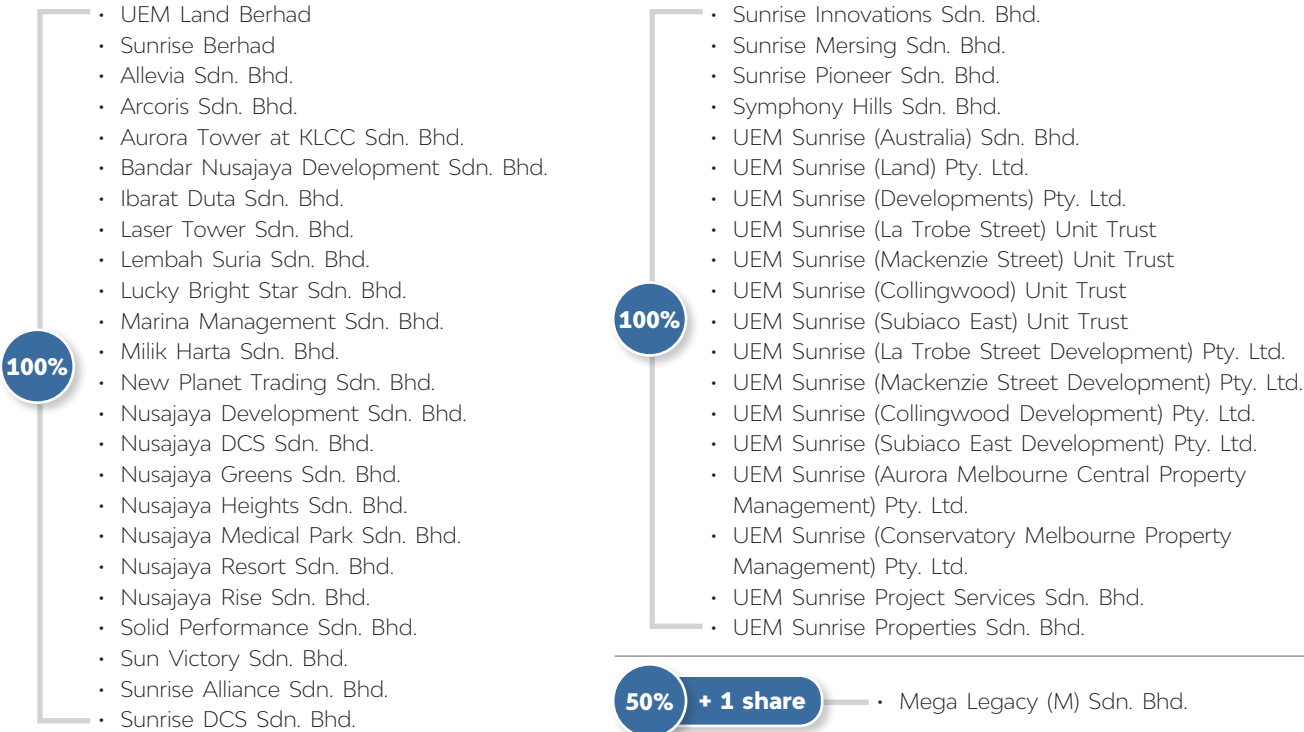 100%
• UEM Land Berhad
• Sunrise Berhad
• Allevia Sdn. Bhd.
• Arcoris Sdn. Bhd.
• Aurora Tower at KLCC Sdn. Bhd.
• Bandar Nusajaya Development Sdn. Bhd.
• Ibarat Duta Sdn. Bhd.
• Laser Tower Sdn. Bhd.
• Lembah Suria Sdn. Bhd.
• Lucky Bright Star Sdn. Bhd.
• Marina Management Sdn. Bhd.
• Milik Harta Sdn. Bhd.
• New Planet Trading Sdn. Bhd.
• Nusajaya Development Sdn. Bhd.
• Nusajaya DCS Sdn. Bhd.
• Nusajaya Greens Sdn. Bhd.
• Nusajaya Heights Sdn. Bhd.
• Nusajaya Medical Park Sdn. Bhd.
• Nusajaya Resort Sdn. Bhd.
• Nusajaya Rise Sdn. Bhd.
• Solid Performance Sdn. Bhd.
• Sun Victory Sdn. Bhd.
• Sunrise Alliance Sdn. Bhd.
• Sunrise DCS Sdn. Bhd.
100%
• Sunrise Innovations Sdn. Bhd.
• Sunrise Mersing Sdn. Bhd.
• Sunrise Pioneer Sdn. Bhd.
• Symphony Hills Sdn. Bhd.
• UEM Sunrise (Australia) Sdn. Bhd.
• UEM Sunrise (Land) Pty. Ltd.
• UEM Sunrise (Developments) Pty. Ltd.
• UEM Sunrise (La Trobe Street) Unit Trust
• UEM Sunrise (Mackenzie Street) Unit Trust
• UEM Sunrise (Collingwood) Unit Trust
• UEM Sunrise (Subiaco East) Unit Trust
• UEM Sunrise (La Trobe Street Development) Pty. Ltd.
• UEM Sunrise (Mackenzie Street Development) Pty. Ltd.
• UEM Sunrise (Collingwood Development) Pty. Ltd.
• UEM Sunrise (Subiaco East Development) Pty. Ltd.
• UEM Sunrise (Aurora Melbourne Central Property
Management) Pty. Ltd.
• UEM Sunrise (Conservatory Melbourne Property
Management) Pty. Ltd.
• UEM Sunrise Project Services Sdn. Bhd.
• UEM Sunrise Properties Sdn. Bhd.
50% + 1 share • Mega Legacy (M) Sdn. Bhd.